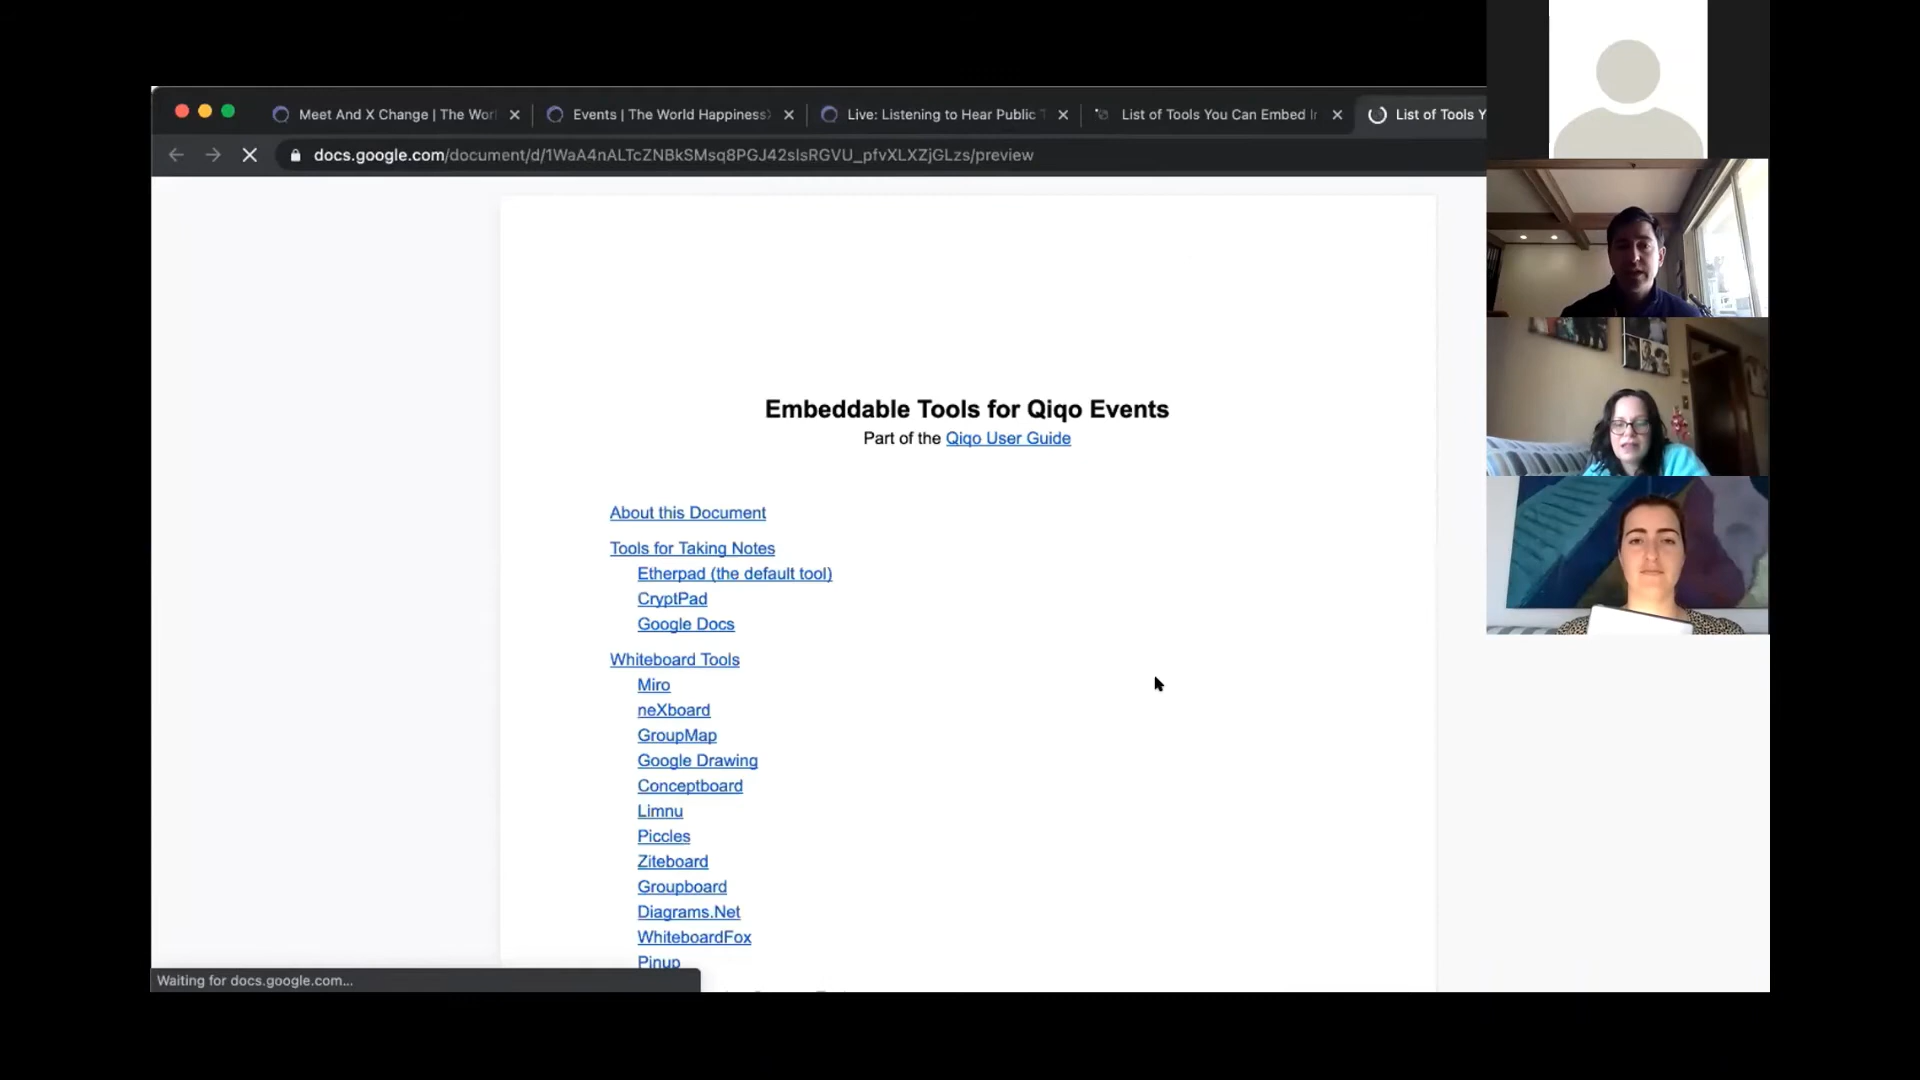 Meet And X Change | The Worl
Events | The World Happiness
Live: Listening to Hear Public T
List of Tools You Can Embed In
List of Tools Y
docs.google.com/document/d/1WaA4nALTcZNBkSMsq8PGJ42slsRGVU_pfvXLXZjGLzs/preview
Embeddable Tools for Qiqo Events
Part of the Qiqo User Guide
About this Document
Tools for Taking Notes
Etherpad (the default tool)
CryptPad
Google Docs
Whiteboard Tools
Miro
neXboard
GroupMap
Google Drawing
Conceptboard
Limnu
Piccles
Ziteboard
Groupboard
Diagrams.Net
WhiteboardFox
Pinup
Waiting for docs.google.com...